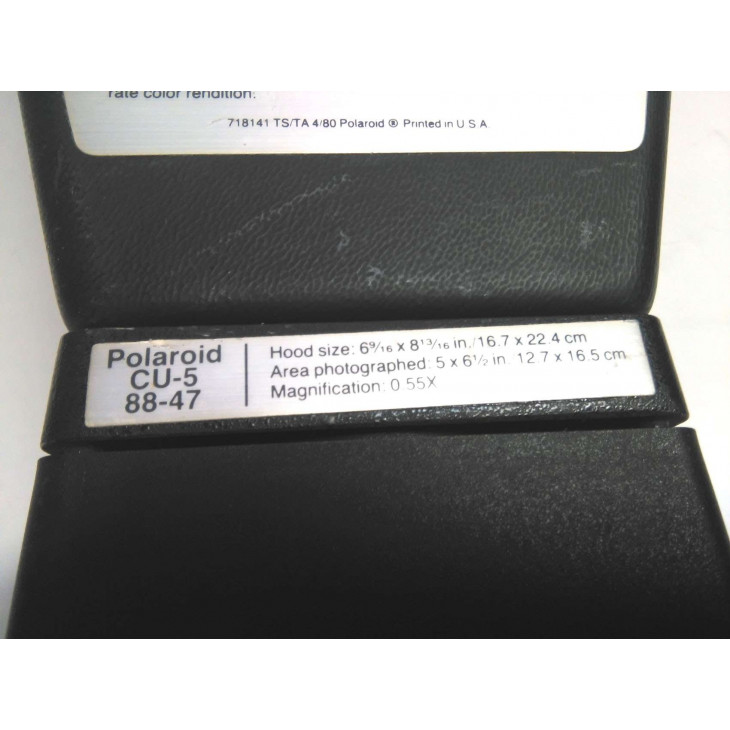 rate color rendition.
718141 TS/TA 4/80 Polaroid ® Printed in U S A
Polaroid
CU-5
88-47
Hood size: 6⁹⁄₁₆ x 8¹³⁄₁₆ in./16.7 x 22.4 cm
Area photographed: 5 x 6½ in. 12.7 x 16.5 cm
Magnification: 0.55X